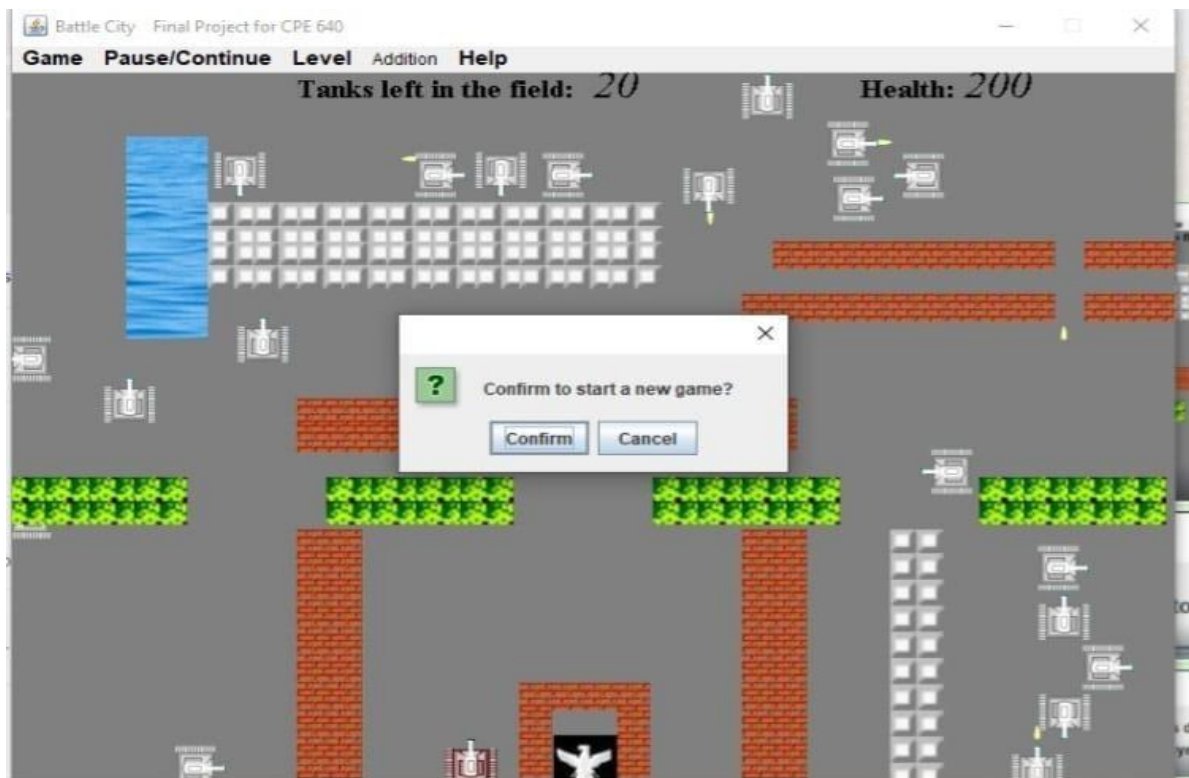 Battle City Final Project for CPE 640
Game Pause/Continue Level Addition Help
Tanks left in the field: 20 Health: 200
?
Confirm to start a new game?
Confirm Cancel